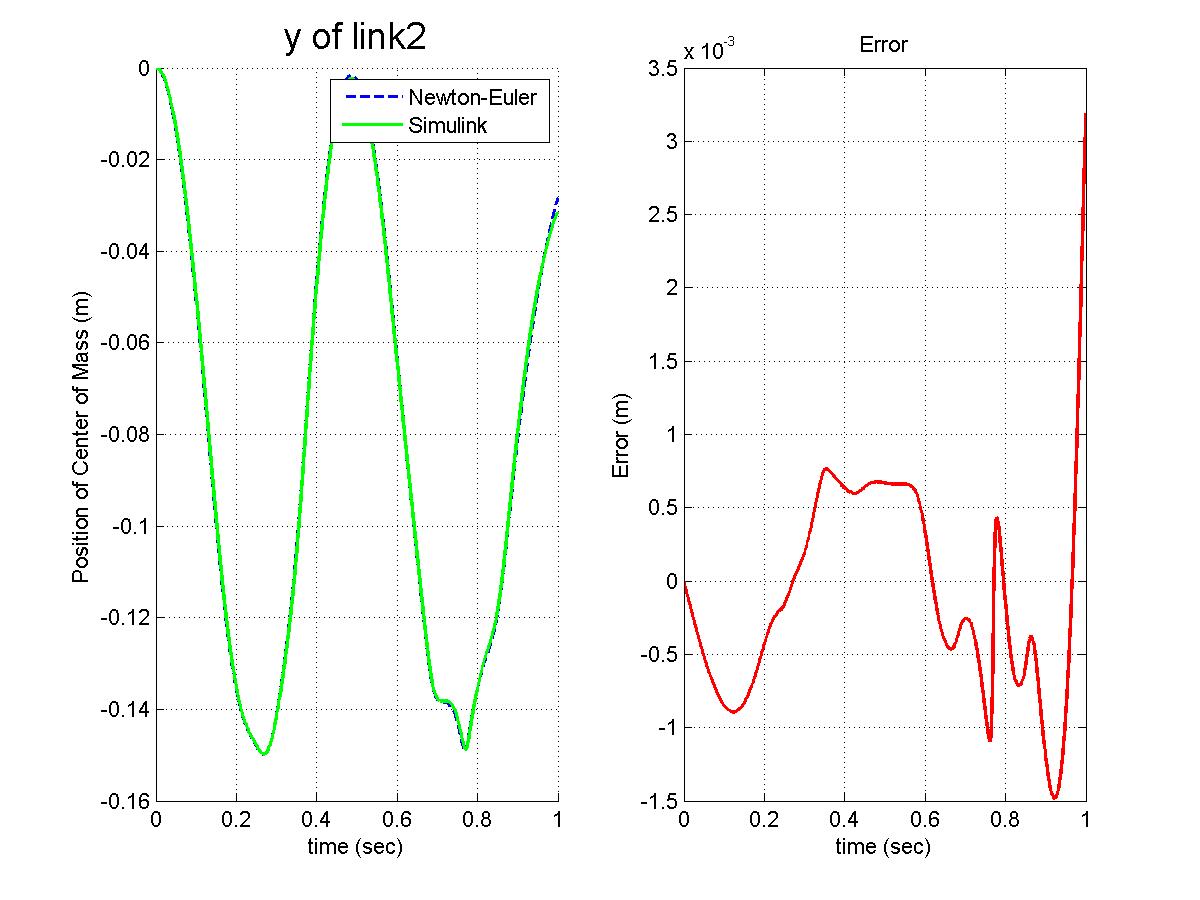 y of link2
0
-0.02
-0.04
-0.06
-0.08
-0.1
-0.12
-0.14
-0.16
Position of Center of Mass (m)
Newton-Euler
Simulink
0 0.2 0.4 0.6 0.8 1
time (sec)
Error
x 10-3
3.5
3
2.5
2
1.5
1
0.5
0
-0.5
-1
-1.5
Error (m)
0 0.2 0.4 0.6 0.8 1
time (sec)